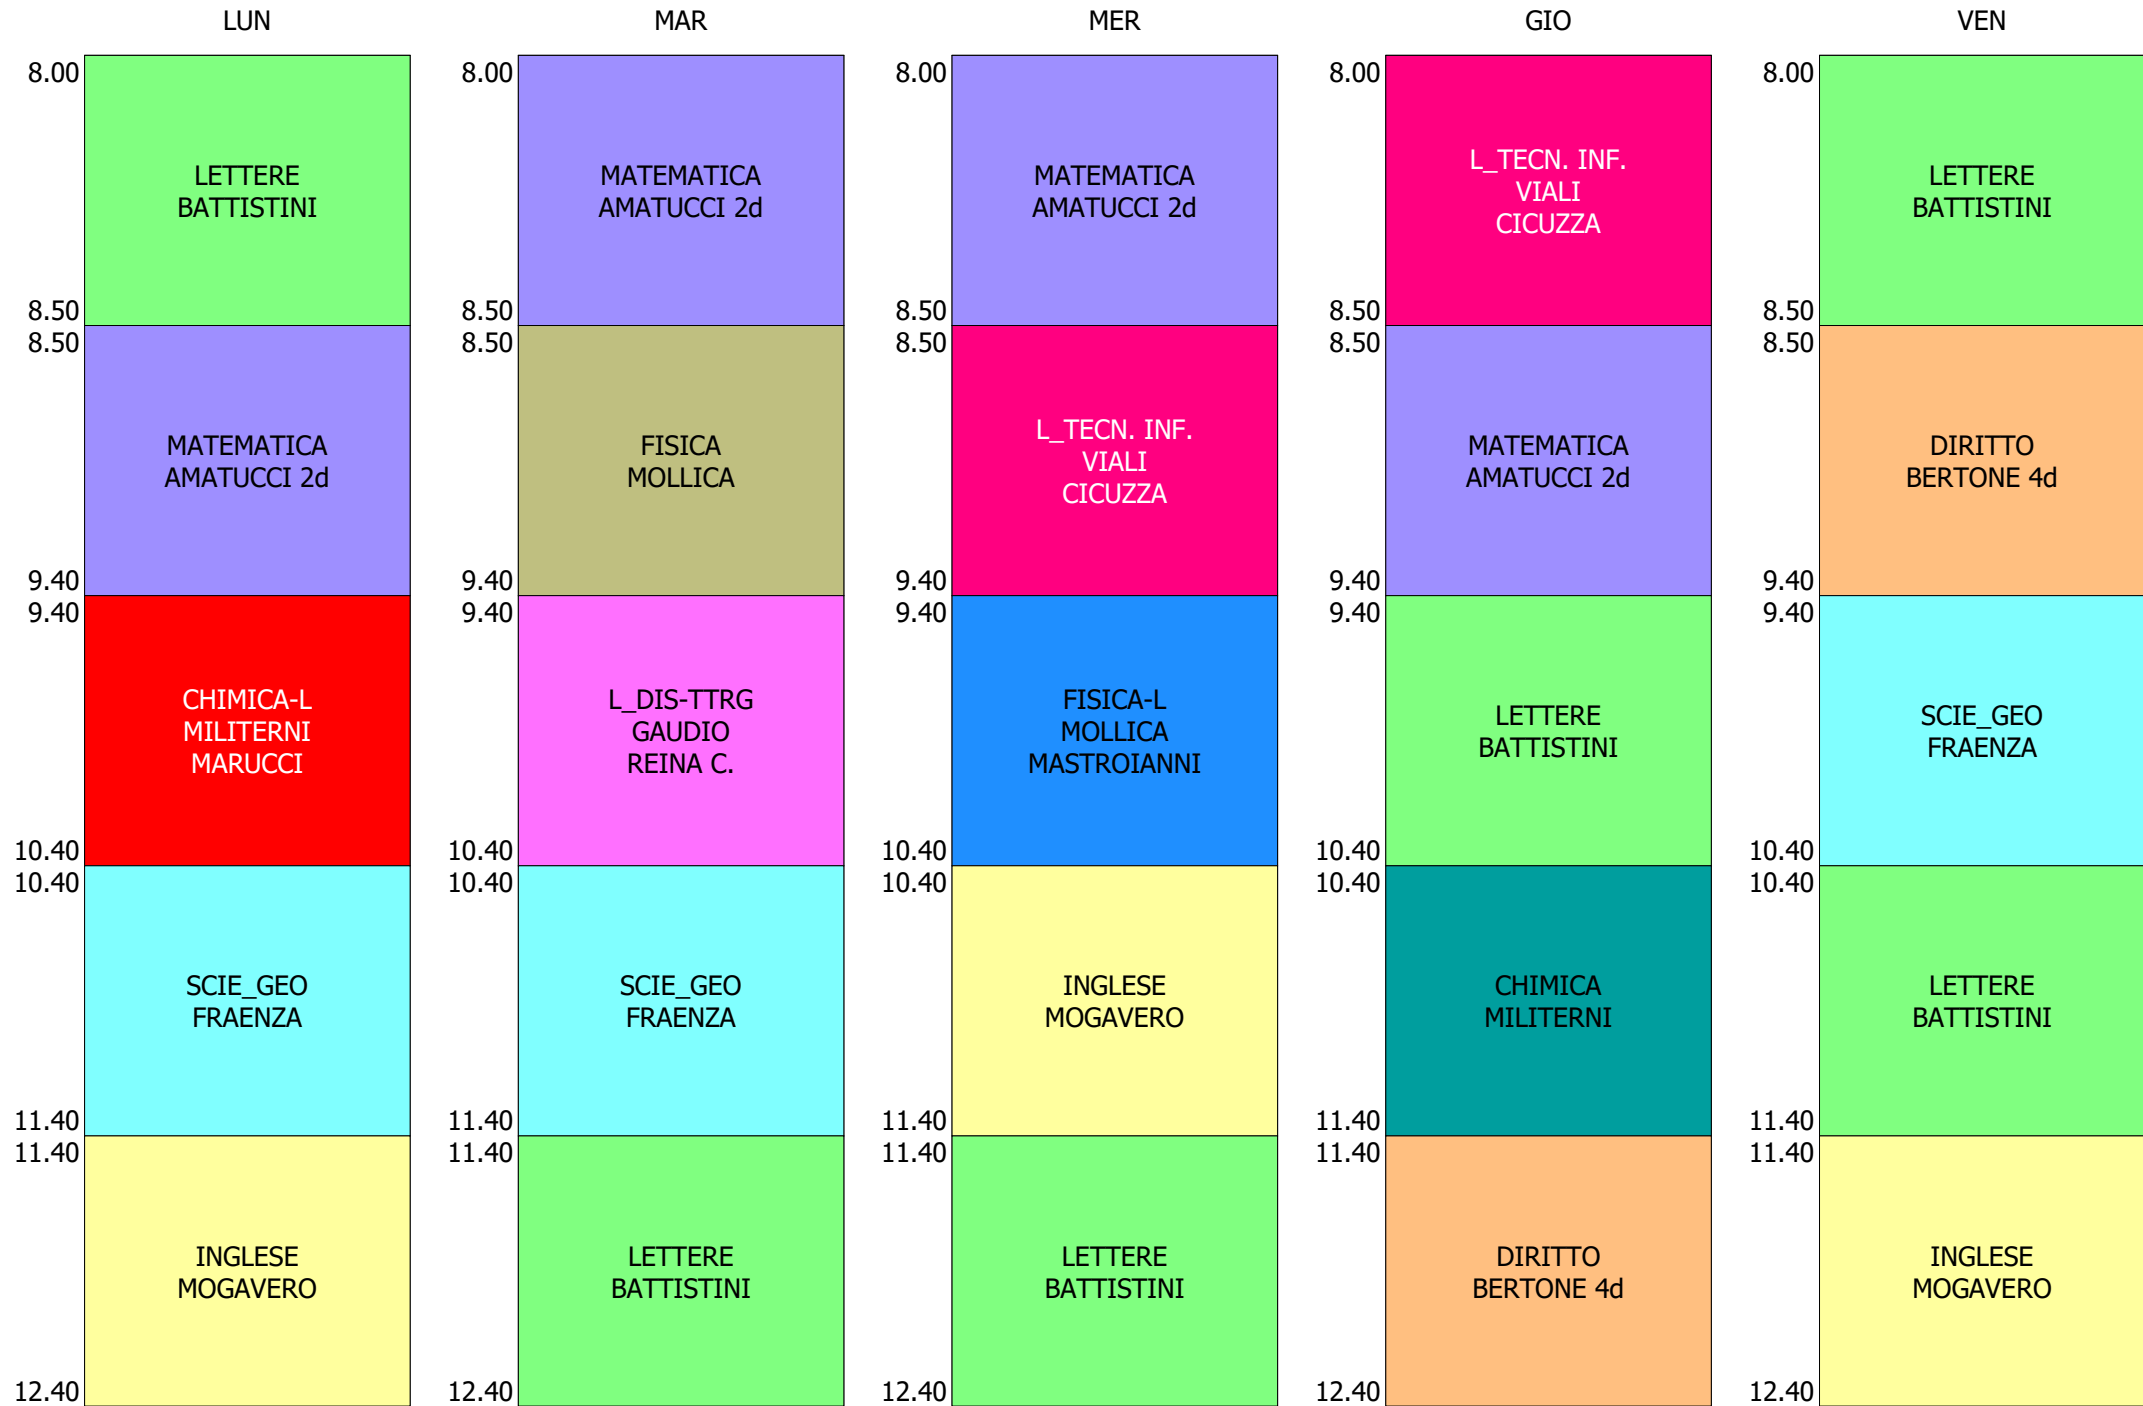 LUN
MAR
MER
GIO
VEN
8.00
LETTERE
BATTISTINI
8.50
8.00
MATEMATICA
AMATUCCI 2d
8.50
8.00
MATEMATICA
AMATUCCI 2d
8.50
8.00
L_TECN. INF.
VIALI
CICUZZA
8.50
8.00
LETTERE
BATTISTINI
8.50
8.50
MATEMATICA
AMATUCCI 2d
9.40
8.50
FISICA
MOLLICA
9.40
8.50
L_TECN. INF.
VIALI
CICUZZA
9.40
8.50
MATEMATICA
AMATUCCI 2d
9.40
8.50
DIRITTO
BERTONE 4d
9.40
9.40
CHIMICA-L
MILITERNI
MARUCCI
10.40
9.40
L_DIS-TTRG
GAUDIO
REINA C.
10.40
9.40
FISICA-L
MOLLICA
MASTROIANNI
10.40
9.40
LETTERE
BATTISTINI
10.40
9.40
SCIE_GEO
FRAENZA
10.40
10.40
SCIE_GEO
FRAENZA
11.40
10.40
SCIE_GEO
FRAENZA
11.40
10.40
INGLESE
MOGAVERO
11.40
10.40
CHIMICA
MILITERNI
11.40
10.40
LETTERE
BATTISTINI
11.40
11.40
INGLESE
MOGAVERO
12.40
11.40
LETTERE
BATTISTINI
12.40
11.40
LETTERE
BATTISTINI
12.40
11.40
DIRITTO
BERTONE 4d
12.40
11.40
INGLESE
MOGAVERO
12.40